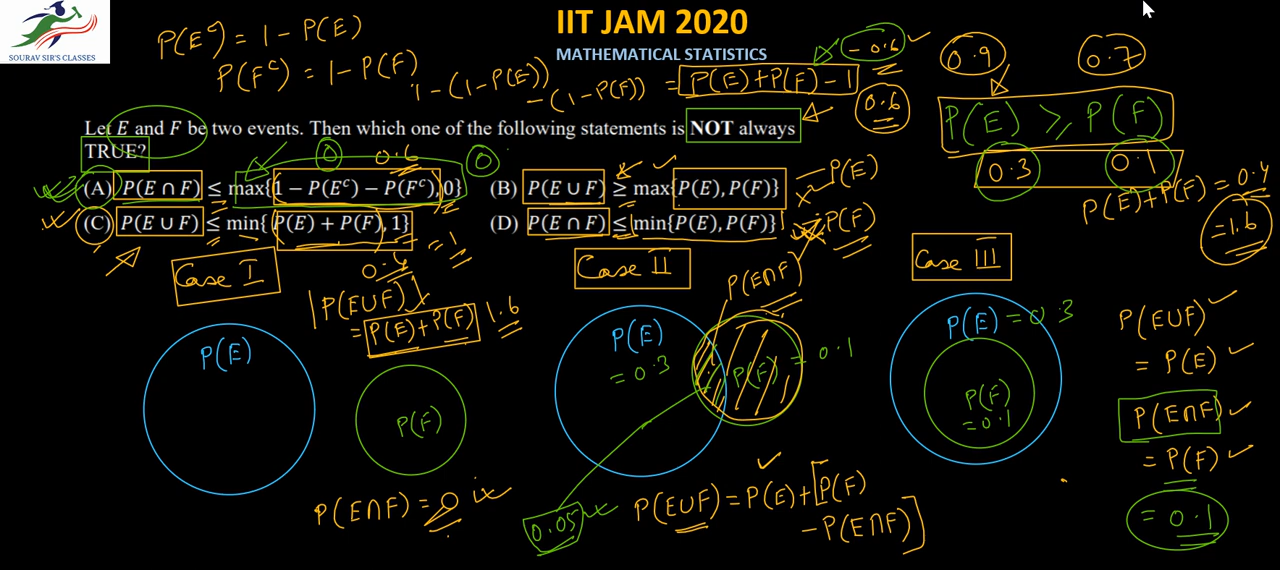 SOURAV SIR'S CLASSES
IIT JAM 2020
MATHEMATICAL STATISTICS
P(Eᶜ) = 1 - P(E)
P(Fᶜ) = 1 - P(F)
1 - (1 - P(E)) - (1 - P(F)) = P(E) + P(F) - 1
-0.6
0.6
0.9
0.7
P(E) ⩾ P(F)
0.3
0.1
P(E) + P(F) = 0.4
= 1.6
Let E and F be two events. Then which one of the following statements is NOT always
TRUE?
0
0.6
0
(A) P(E ∩ F) ≤ max{1 − P(Eᶜ) − P(Fᶜ), 0}
(B) P(E ∪ F) ≥ max{P(E), P(F)}
P(E)
(C) P(E ∪ F) ≤ min{ P(E) + P(F), 1}
(D) P(E ∩ F) ≤ min{P(E), P(F)}
P(F)
0.4
= 1
Case I
Case II
Case III
P(E∪F)
= P(E) + P(F)
1.6
P(E∩F)
P(E)
P(F)
P(E∩F) = 0
P(E)
= 0.3
P(F) = 0.1
0.05
P(E∪F) = P(E) + [P(F)
- P(E∩F)]
P(E) = 0.3
P(F)
= 0.1
P(E∪F)
= P(E)
P(E∩F)
= P(F)
= 0.1